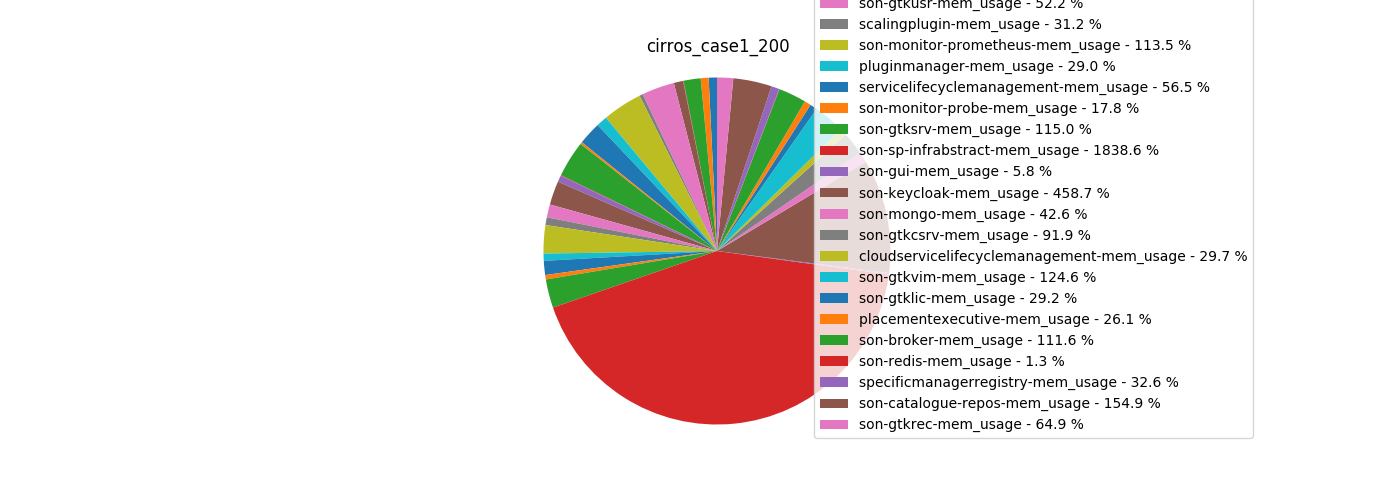 cirros_case1_200
son-gtkusr-mem_usage - 52.2 %
scalingplugin-mem_usage - 31.2 %
son-monitor-prometheus-mem_usage - 113.5 %
pluginmanager-mem_usage - 29.0 %
servicelifecyclemanagement-mem_usage - 56.5 %
son-monitor-probe-mem_usage - 17.8 %
son-gtksrv-mem_usage - 115.0 %
son-sp-infrabstract-mem_usage - 1838.6 %
son-gui-mem_usage - 5.8 %
son-keycloak-mem_usage - 458.7 %
son-mongo-mem_usage - 42.6 %
son-gtkcsrv-mem_usage - 91.9 %
cloudservicelifecyclemanagement-mem_usage - 29.7 %
son-gtkvim-mem_usage - 124.6 %
son-gtklic-mem_usage - 29.2 %
placementexecutive-mem_usage - 26.1 %
son-broker-mem_usage - 111.6 %
son-redis-mem_usage - 1.3 %
specificmanagerregistry-mem_usage - 32.6 %
son-catalogue-repos-mem_usage - 154.9 %
son-gtkrec-mem_usage - 64.9 %